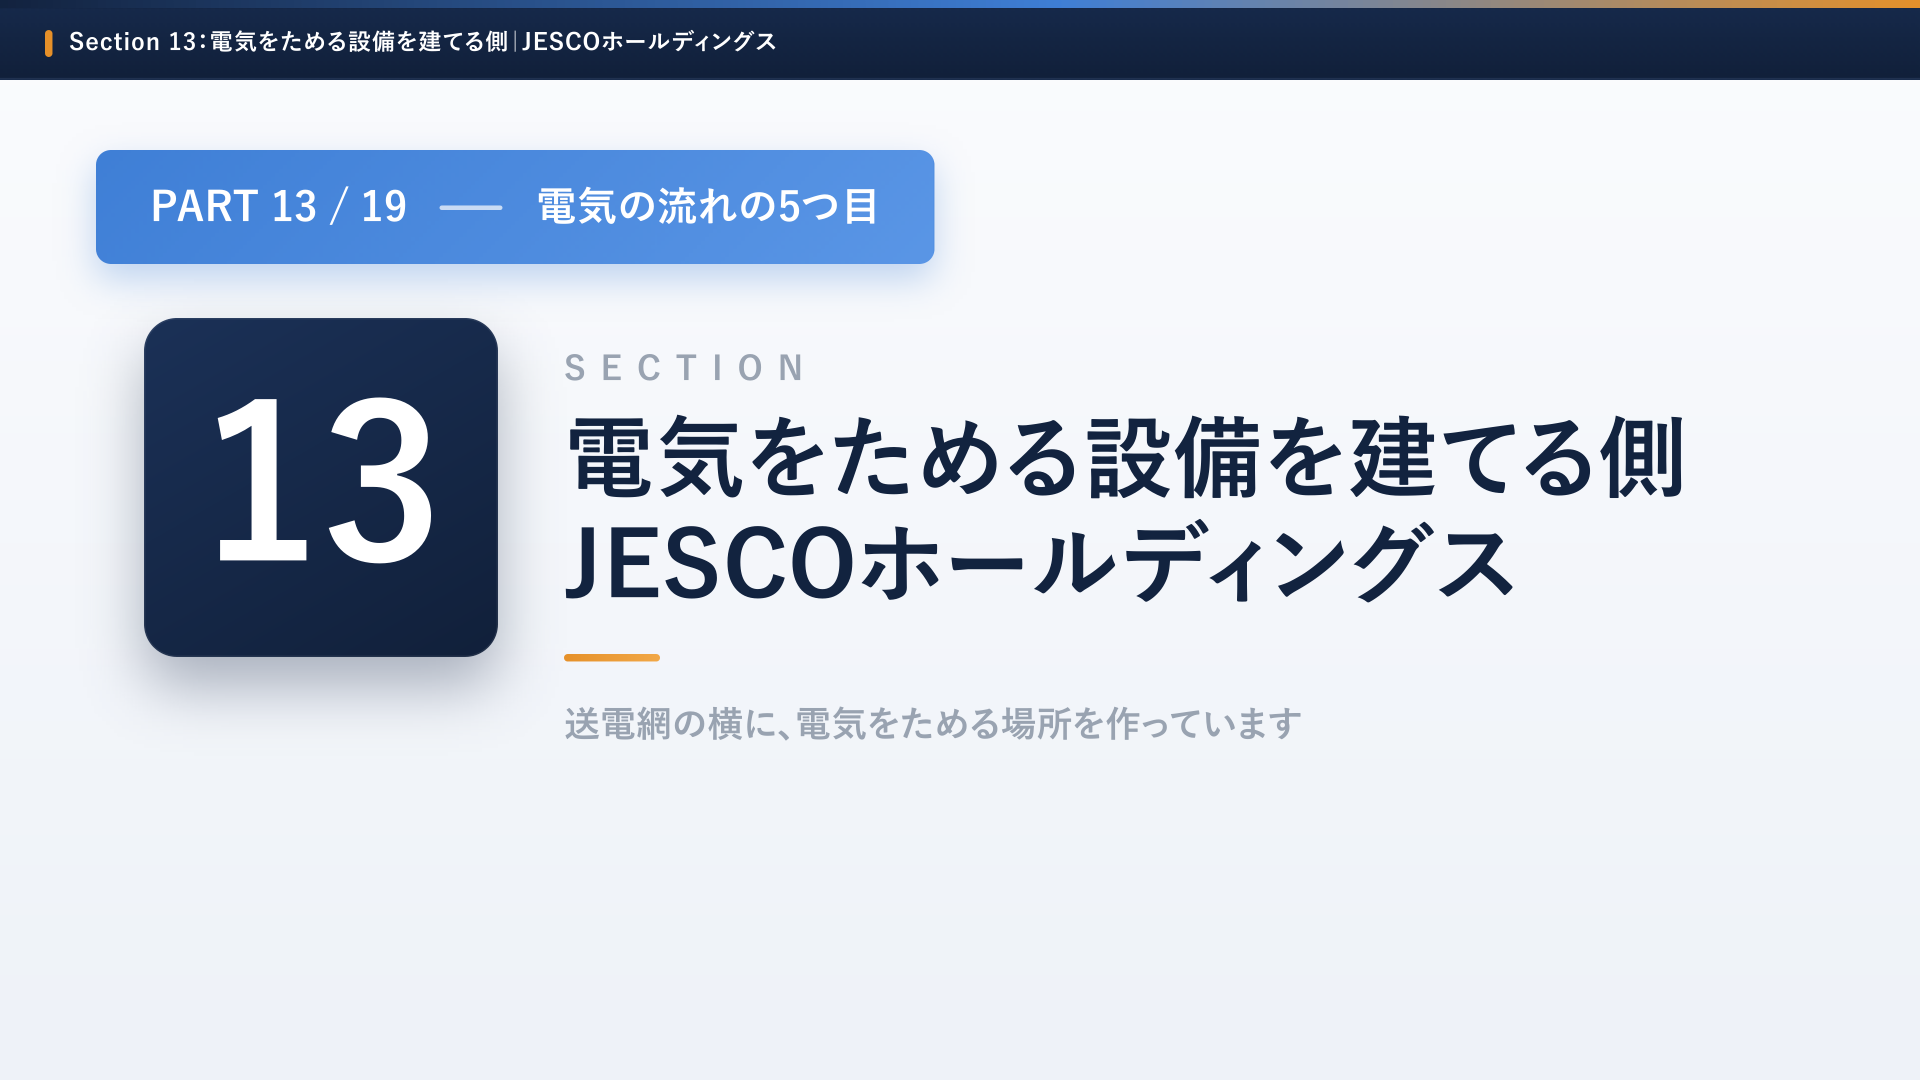 Section 13：電気をためる設備を建てる側｜JESCOホールディングス
PART 13 / 19 — 電気の流れの5つ目
13
SECTION
電気をためる設備を建てる側
JESCOホールディングス
送電網の横に、電気をためる場所を作っています